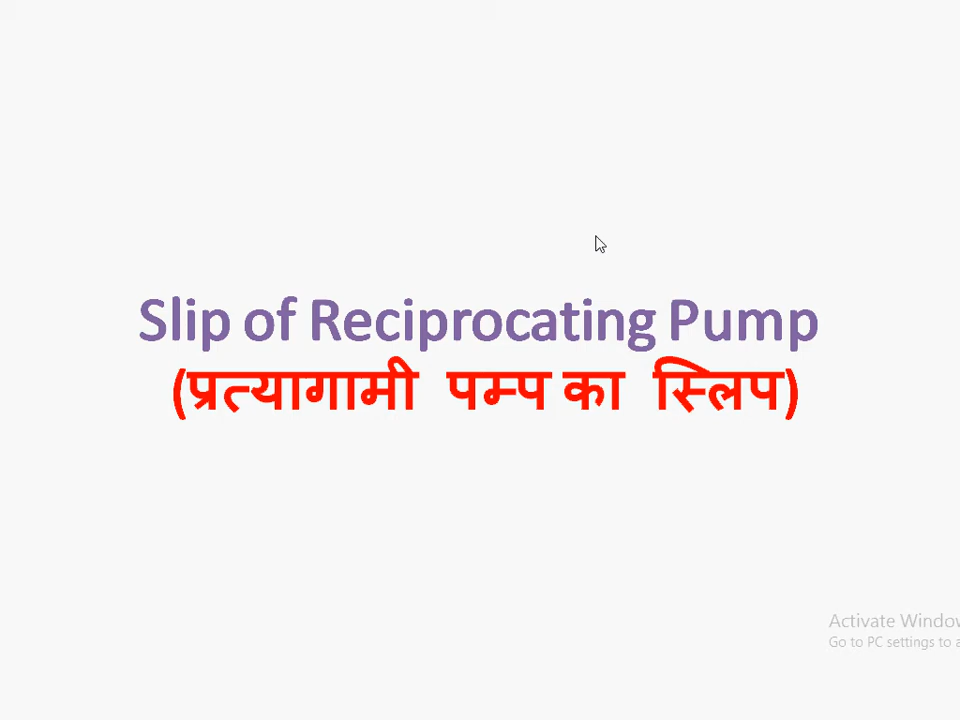 Slip of Reciprocating Pump
(प्रत्यागामी पम्प का स्लिप)
Activate Window
Go to PC settings to a